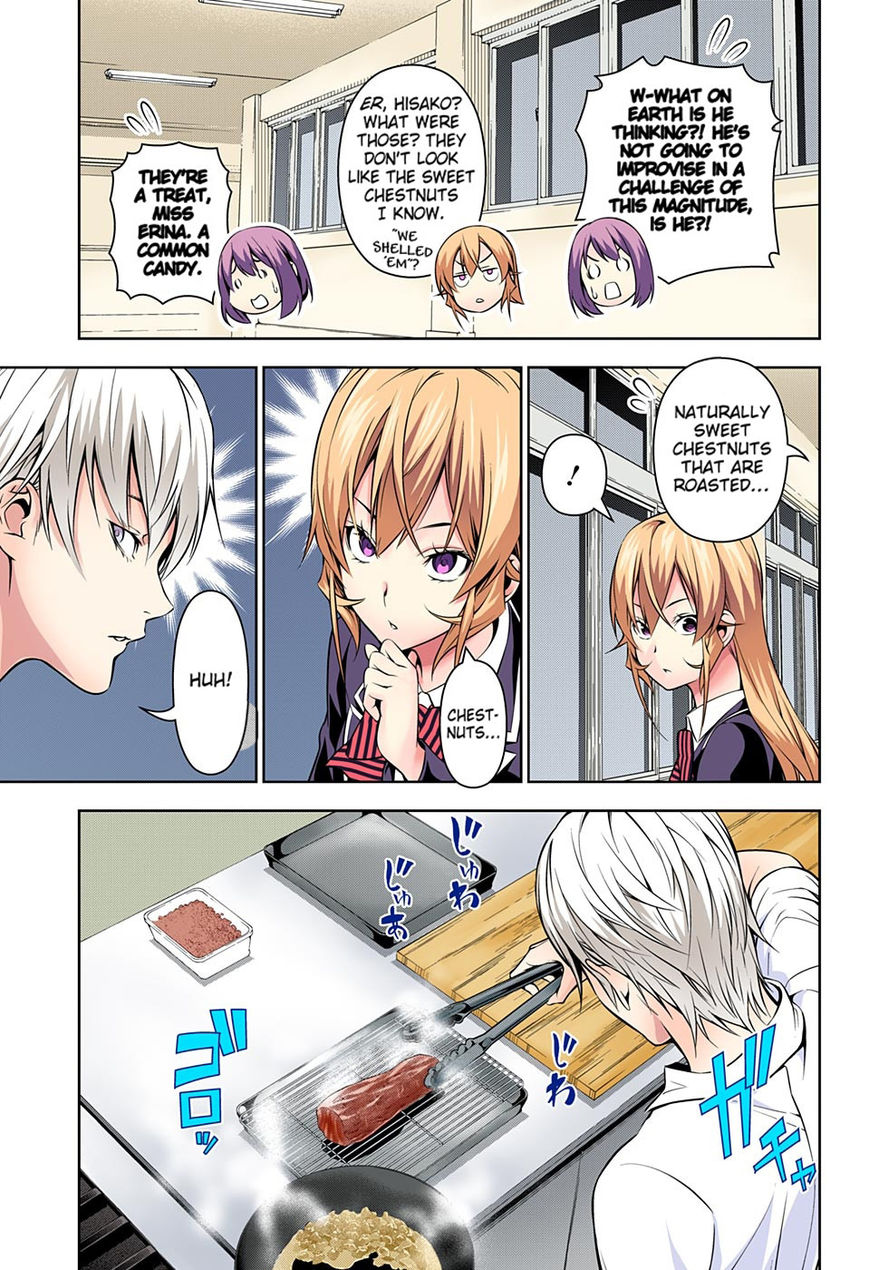 W-WHAT ON
EARTH IS HE
THINKING?! HE'S
NOT GOING TO
IMPROVISE IN A
CHALLENGE OF
THIS MAGNITUDE,
IS HE?!
ER, HISAKO?
WHAT WERE
THOSE? THEY
DON'T LOOK
LIKE THE SWEET
CHESTNUTS
I KNOW.
"WE
SHELLED
'EM"?
THEY'RE
A TREAT,
MISS
ERINA. A
COMMON
CANDY.
NATURALLY
SWEET
CHESTNUTS
THAT ARE
ROASTED...
!
CHEST-
NUTS...
HUH!
じゅわ
じゅあ
じわ
ガチャ
ゴロッ